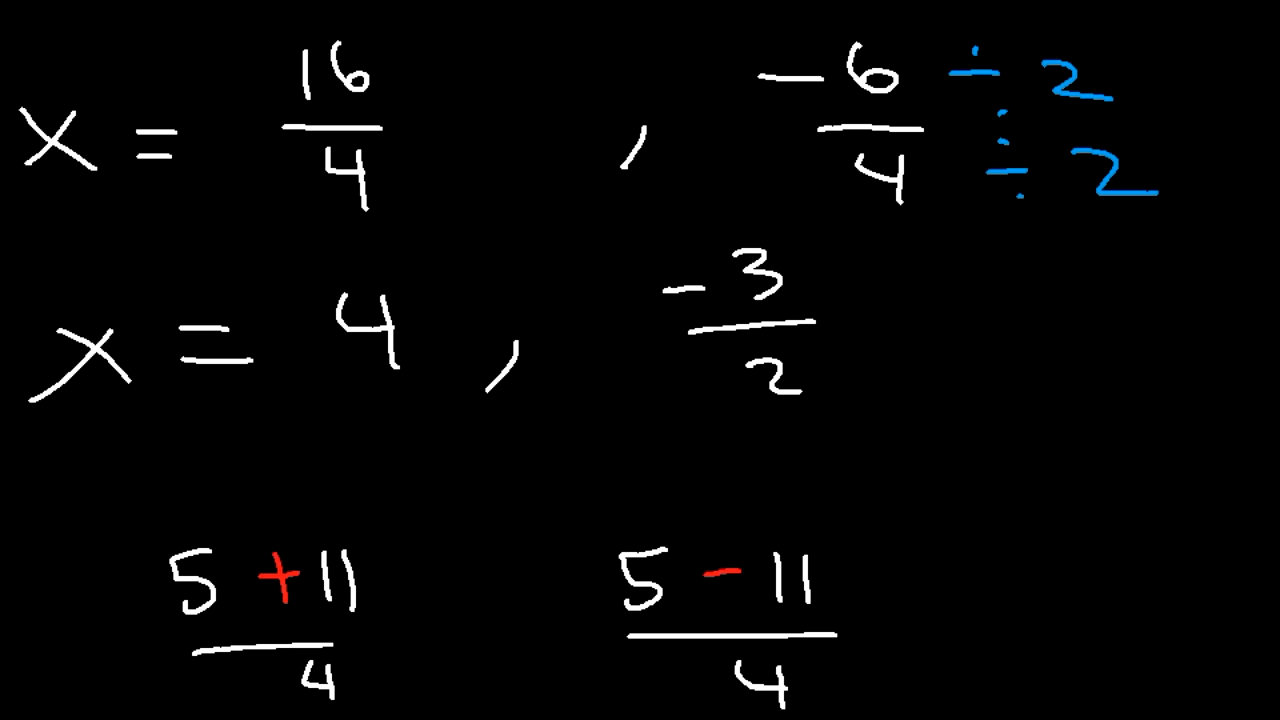 x = 16/4 , -6/4 ÷ 2 ÷ 2
x = 4 , -3/2
5 + 11/4 5 - 11/4